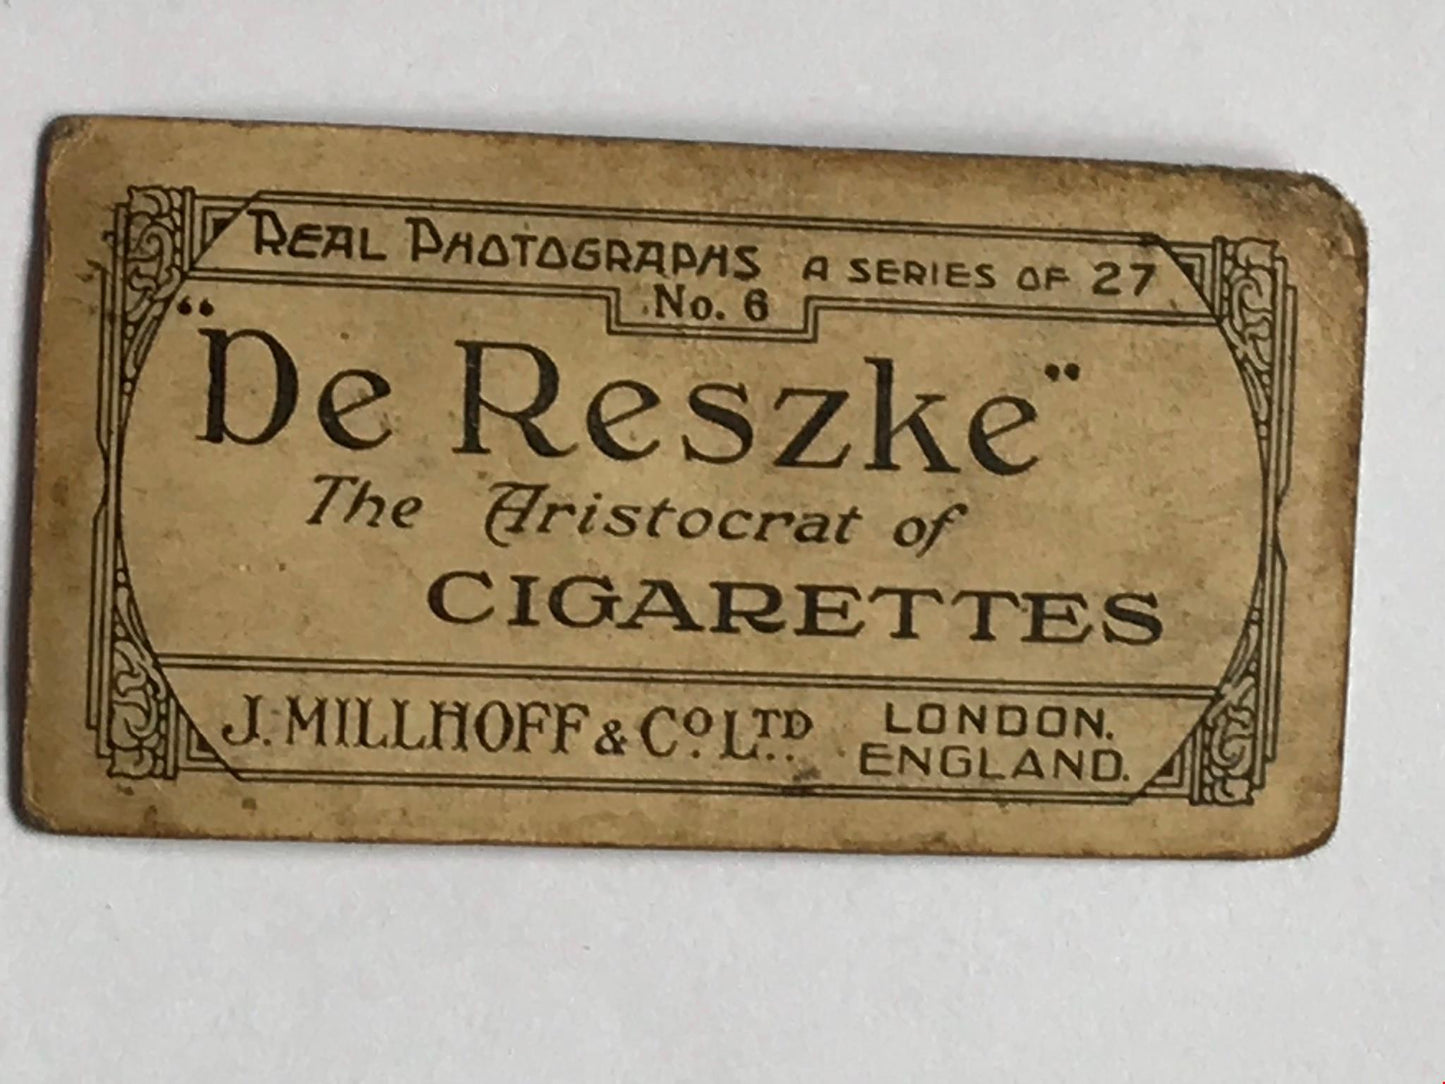 REAL PHOTOGRAPHS A SERIES OF 27
No. 6
"De Reszke"
The Aristocrat of
CIGARETTES
J. MILLHOFF & Co. LTD. LONDON.
ENGLAND.